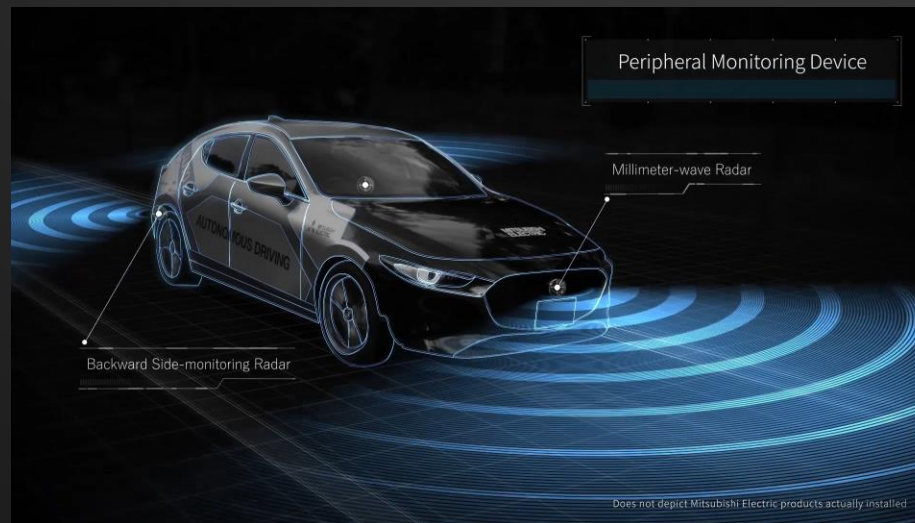 Peripheral Monitoring Device
Millimeter-wave Radar
AUTONOMOUS DRIVING
Backward Side-monitoring Radar
Does not depict Mitsubishi Electric products actually installed